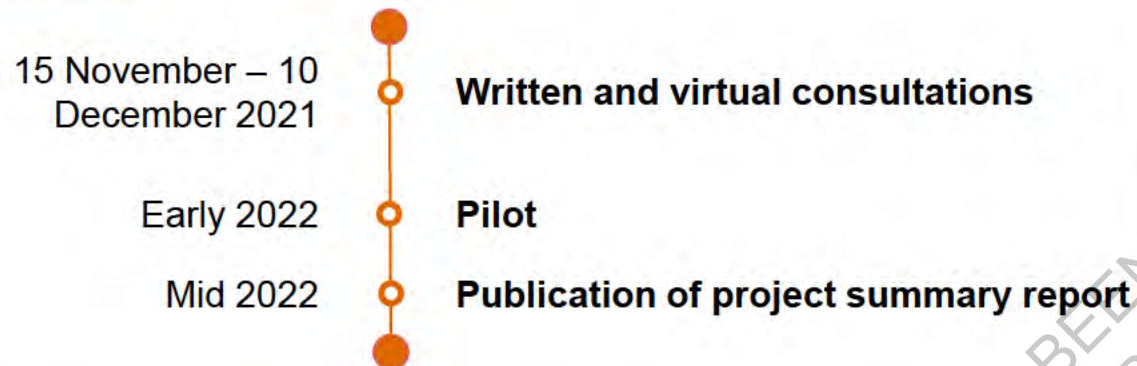 15 November – 10
December 2021
Written and virtual consultations
Early 2022
Pilot
Mid 2022
Publication of project summary report
BEEN